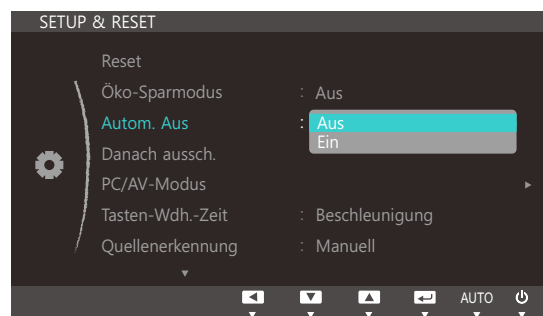 SETUP & RESET
Reset
Öko-Sparmodus : Aus
Autom. Aus : Aus
Ein
Danach aussch.
PC/AV-Modus
Tasten-Wdh.-Zeit : Beschleunigung
Quellenerkennung : Manuell
AUTO